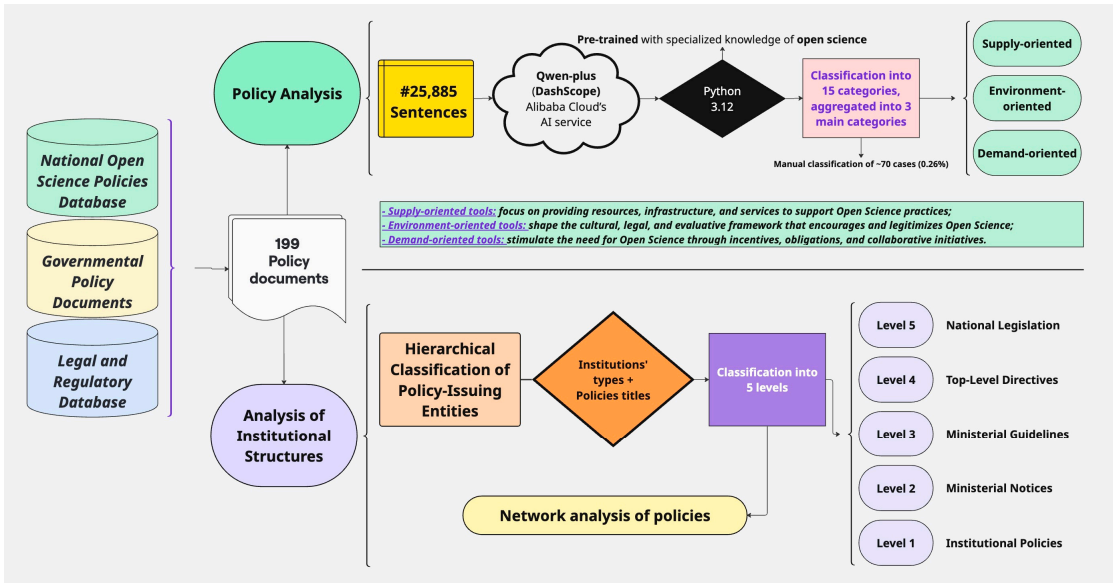 National Open
Science Policies
Database
Governmental
Policy
Documents
Legal and
Regulatory
Database
199
Policy
documents
Policy Analysis
#25,885
Sentences
Qwen-plus
(DashScope)
Alibaba Cloud's
AI service
Pre-trained with specialized knowledge of open science
Python
3.12
Classification into
15 categories,
aggregated into 3
main categories
Manual classification of ~70 cases (0.26%)
Supply-oriented
Environment-
oriented
Demand-oriented
- Supply-oriented tools: focus on providing resources, infrastructure, and services to support Open Science practices;
- Environment-oriented tools: shape the cultural, legal, and evaluative framework that encourages and legitimizes Open Science;
- Demand-oriented tools: stimulate the need for Open Science through incentives, obligations, and collaborative initiatives.
Analysis of
Institutional
Structures
Hierarchical
Classification of
Policy-Issuing
Entities
Institutions'
types +
Policies titles
Classification into
5 levels
Network analysis of policies
Level 5 National Legislation
Level 4 Top-Level Directives
Level 3 Ministerial Guidelines
Level 2 Ministerial Notices
Level 1 Institutional Policies